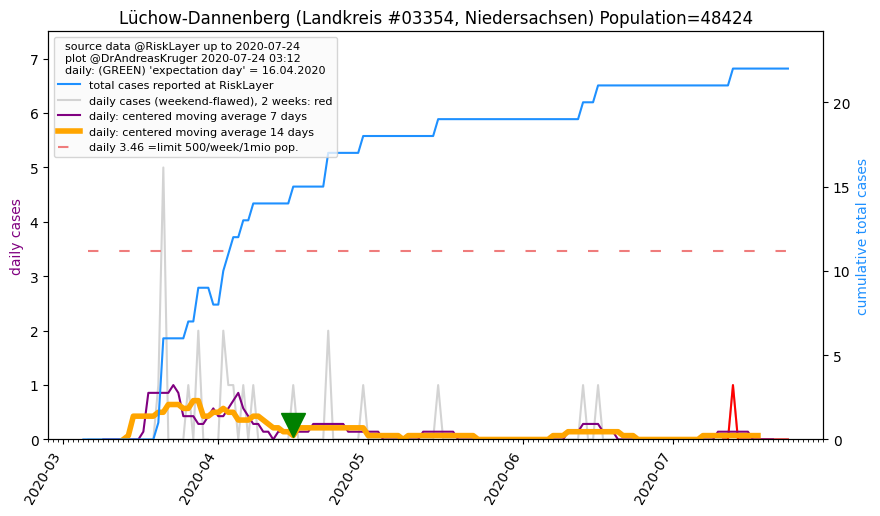 Lüchow-Dannenberg (Landkreis #03354, Niedersachsen) Population=48424
source data @RiskLayer up to 2020-07-24
plot @DrAndreasKruger 2020-07-24 03:12
daily: (GREEN) 'expectation day' = 16.04.2020
total cases reported at RiskLayer
daily cases (weekend-flawed), 2 weeks: red
daily: centered moving average 7 days
daily: centered moving average 14 days
daily 3.46 =limit 500/week/1mio pop.
daily cases
7
6
5
4
3
2
1
0
cumulative total cases
20
15
10
5
0
2020-03
2020-04
2020-05
2020-06
2020-07